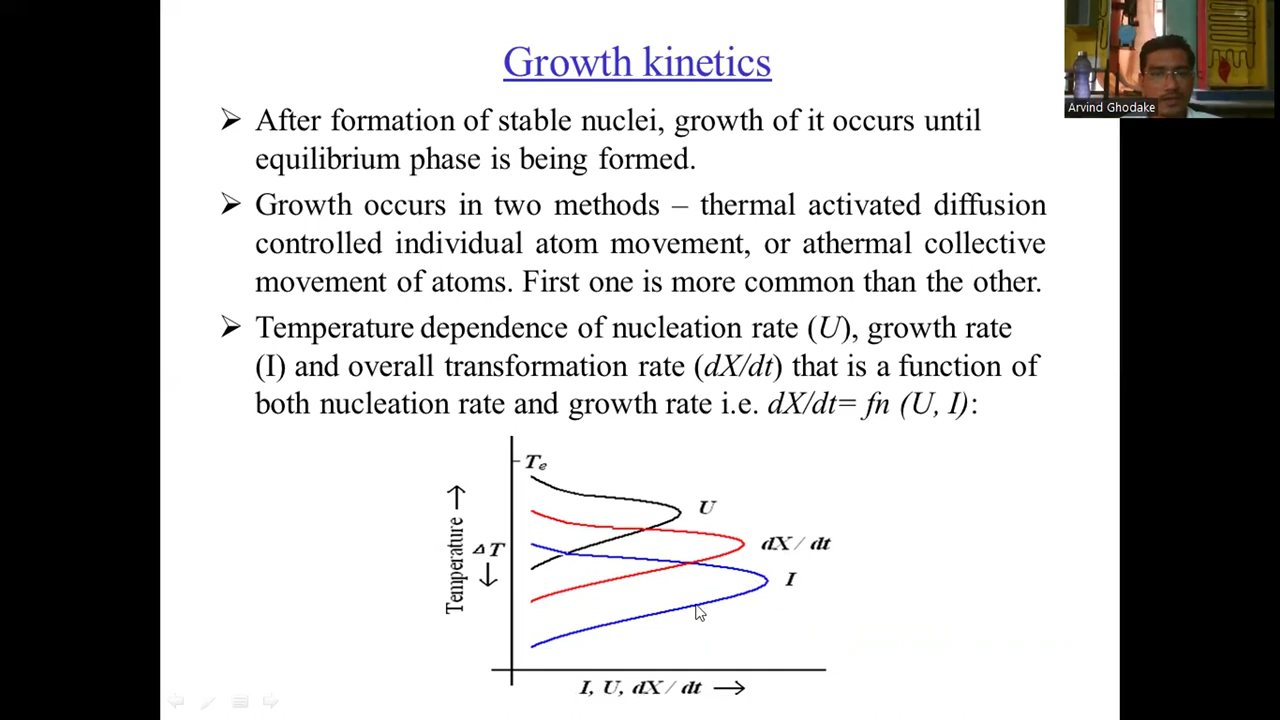 Growth kinetics
Arvind Ghodake
➢ After formation of stable nuclei, growth of it occurs until
equilibrium phase is being formed.
➢ Growth occurs in two methods – thermal activated diffusion
controlled individual atom movement, or athermal collective
movement of atoms. First one is more common than the other.
➢ Temperature dependence of nucleation rate (U), growth rate
(I) and overall transformation rate (dX/dt) that is a function of
both nucleation rate and growth rate i.e. dX/dt= fn (U, I):
Te
U
Δ T
dX / dt
I
Temperature →
I, U, dX / dt →